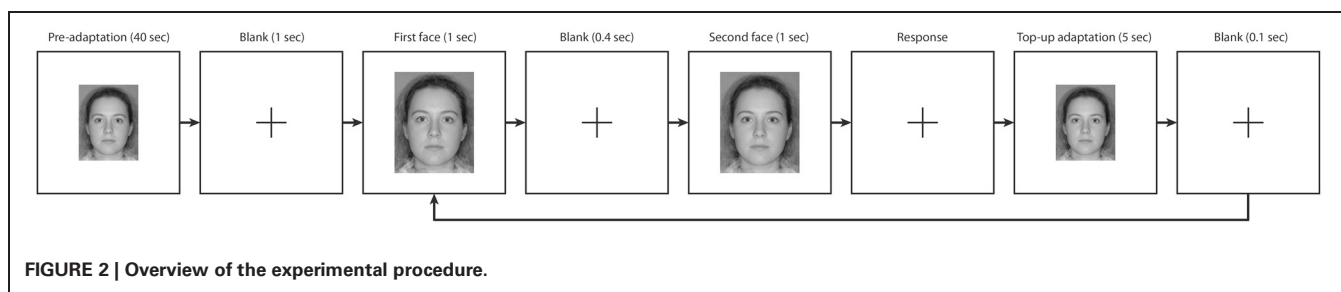 Pre-adaptation (40 sec)
Blank (1 sec)
First face (1 sec)
Blank (0.4 sec)
Second face (1 sec)
Response
Top-up adaptation (5 sec)
Blank (0.1 sec)
FIGURE 2 | Overview of the experimental procedure.